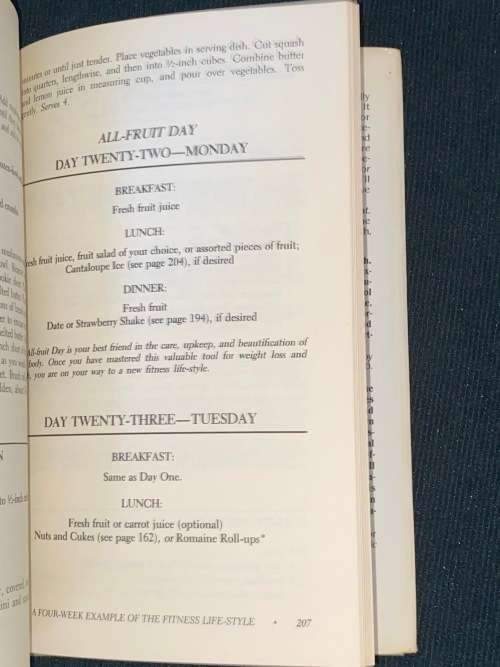 minutes or until just tender. Place vegetables in serving dish. Cut squash
into quarters, lengthwise, and then into ½-inch cubes. Combine butter
and lemon juice in measuring cup, and pour over vegetables. Toss
gently. Serves 4.
ALL-FRUIT DAY
DAY TWENTY-TWO—MONDAY
BREAKFAST:
Fresh fruit juice
LUNCH:
fresh fruit juice, fruit salad of your choice, or assorted pieces of fruit;
Cantaloupe Ice (see page 204), if desired
DINNER:
Fresh fruit
Date or Strawberry Shake (see page 194), if desired
All-fruit Day is your best friend in the care, upkeep, and beautification of
body. Once you have mastered this valuable tool for weight loss and
you are on your way to a new fitness life-style.
DAY TWENTY-THREE—TUESDAY
BREAKFAST:
Same as Day One.
LUNCH:
Fresh fruit or carrot juice (optional)
Nuts and Cukes (see page 162), or Romaine Roll-ups*
A FOUR-WEEK EXAMPLE OF THE FITNESS LIFE-STYLE • 207